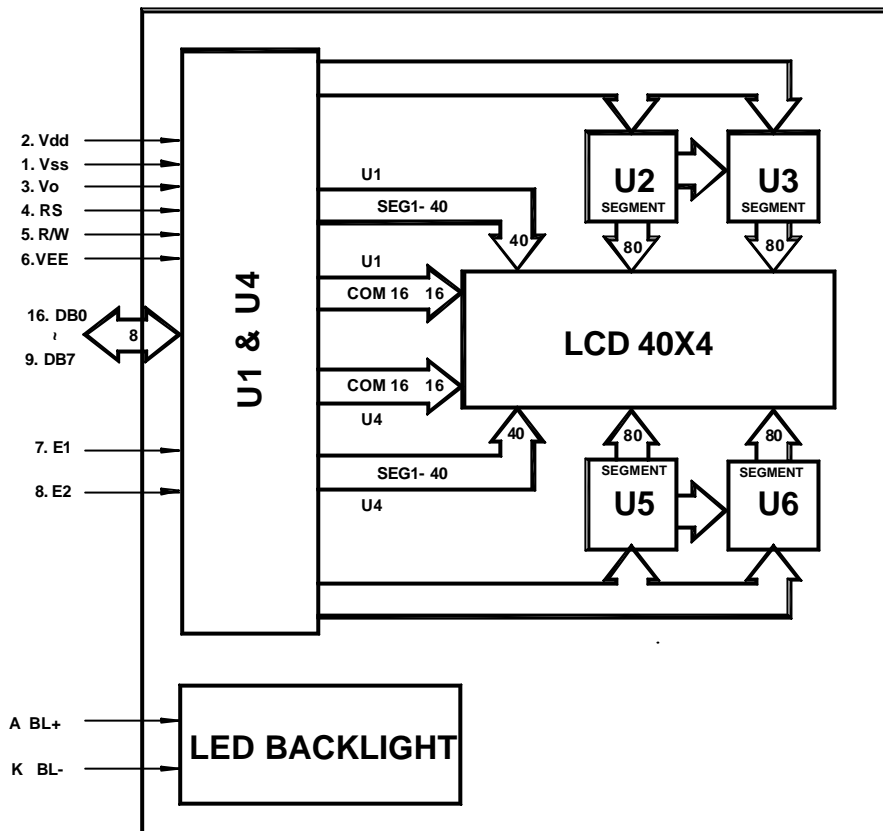 2. Vdd
1. Vss
3. Vo
4. RS
5. R/W
6.VEE
16. DB0
~
9. DB7
8
7. E1
8. E2
U1 & U4
U1
SEG1- 40
40
U1
COM 16 16
COM 16 16
U4
40
SEG1- 40
U4
U2
SEGMENT
80
U3
SEGMENT
80
LCD 40X4
80
SEGMENT
U5
80
SEGMENT
U6
A BL+
K BL-
LED BACKLIGHT